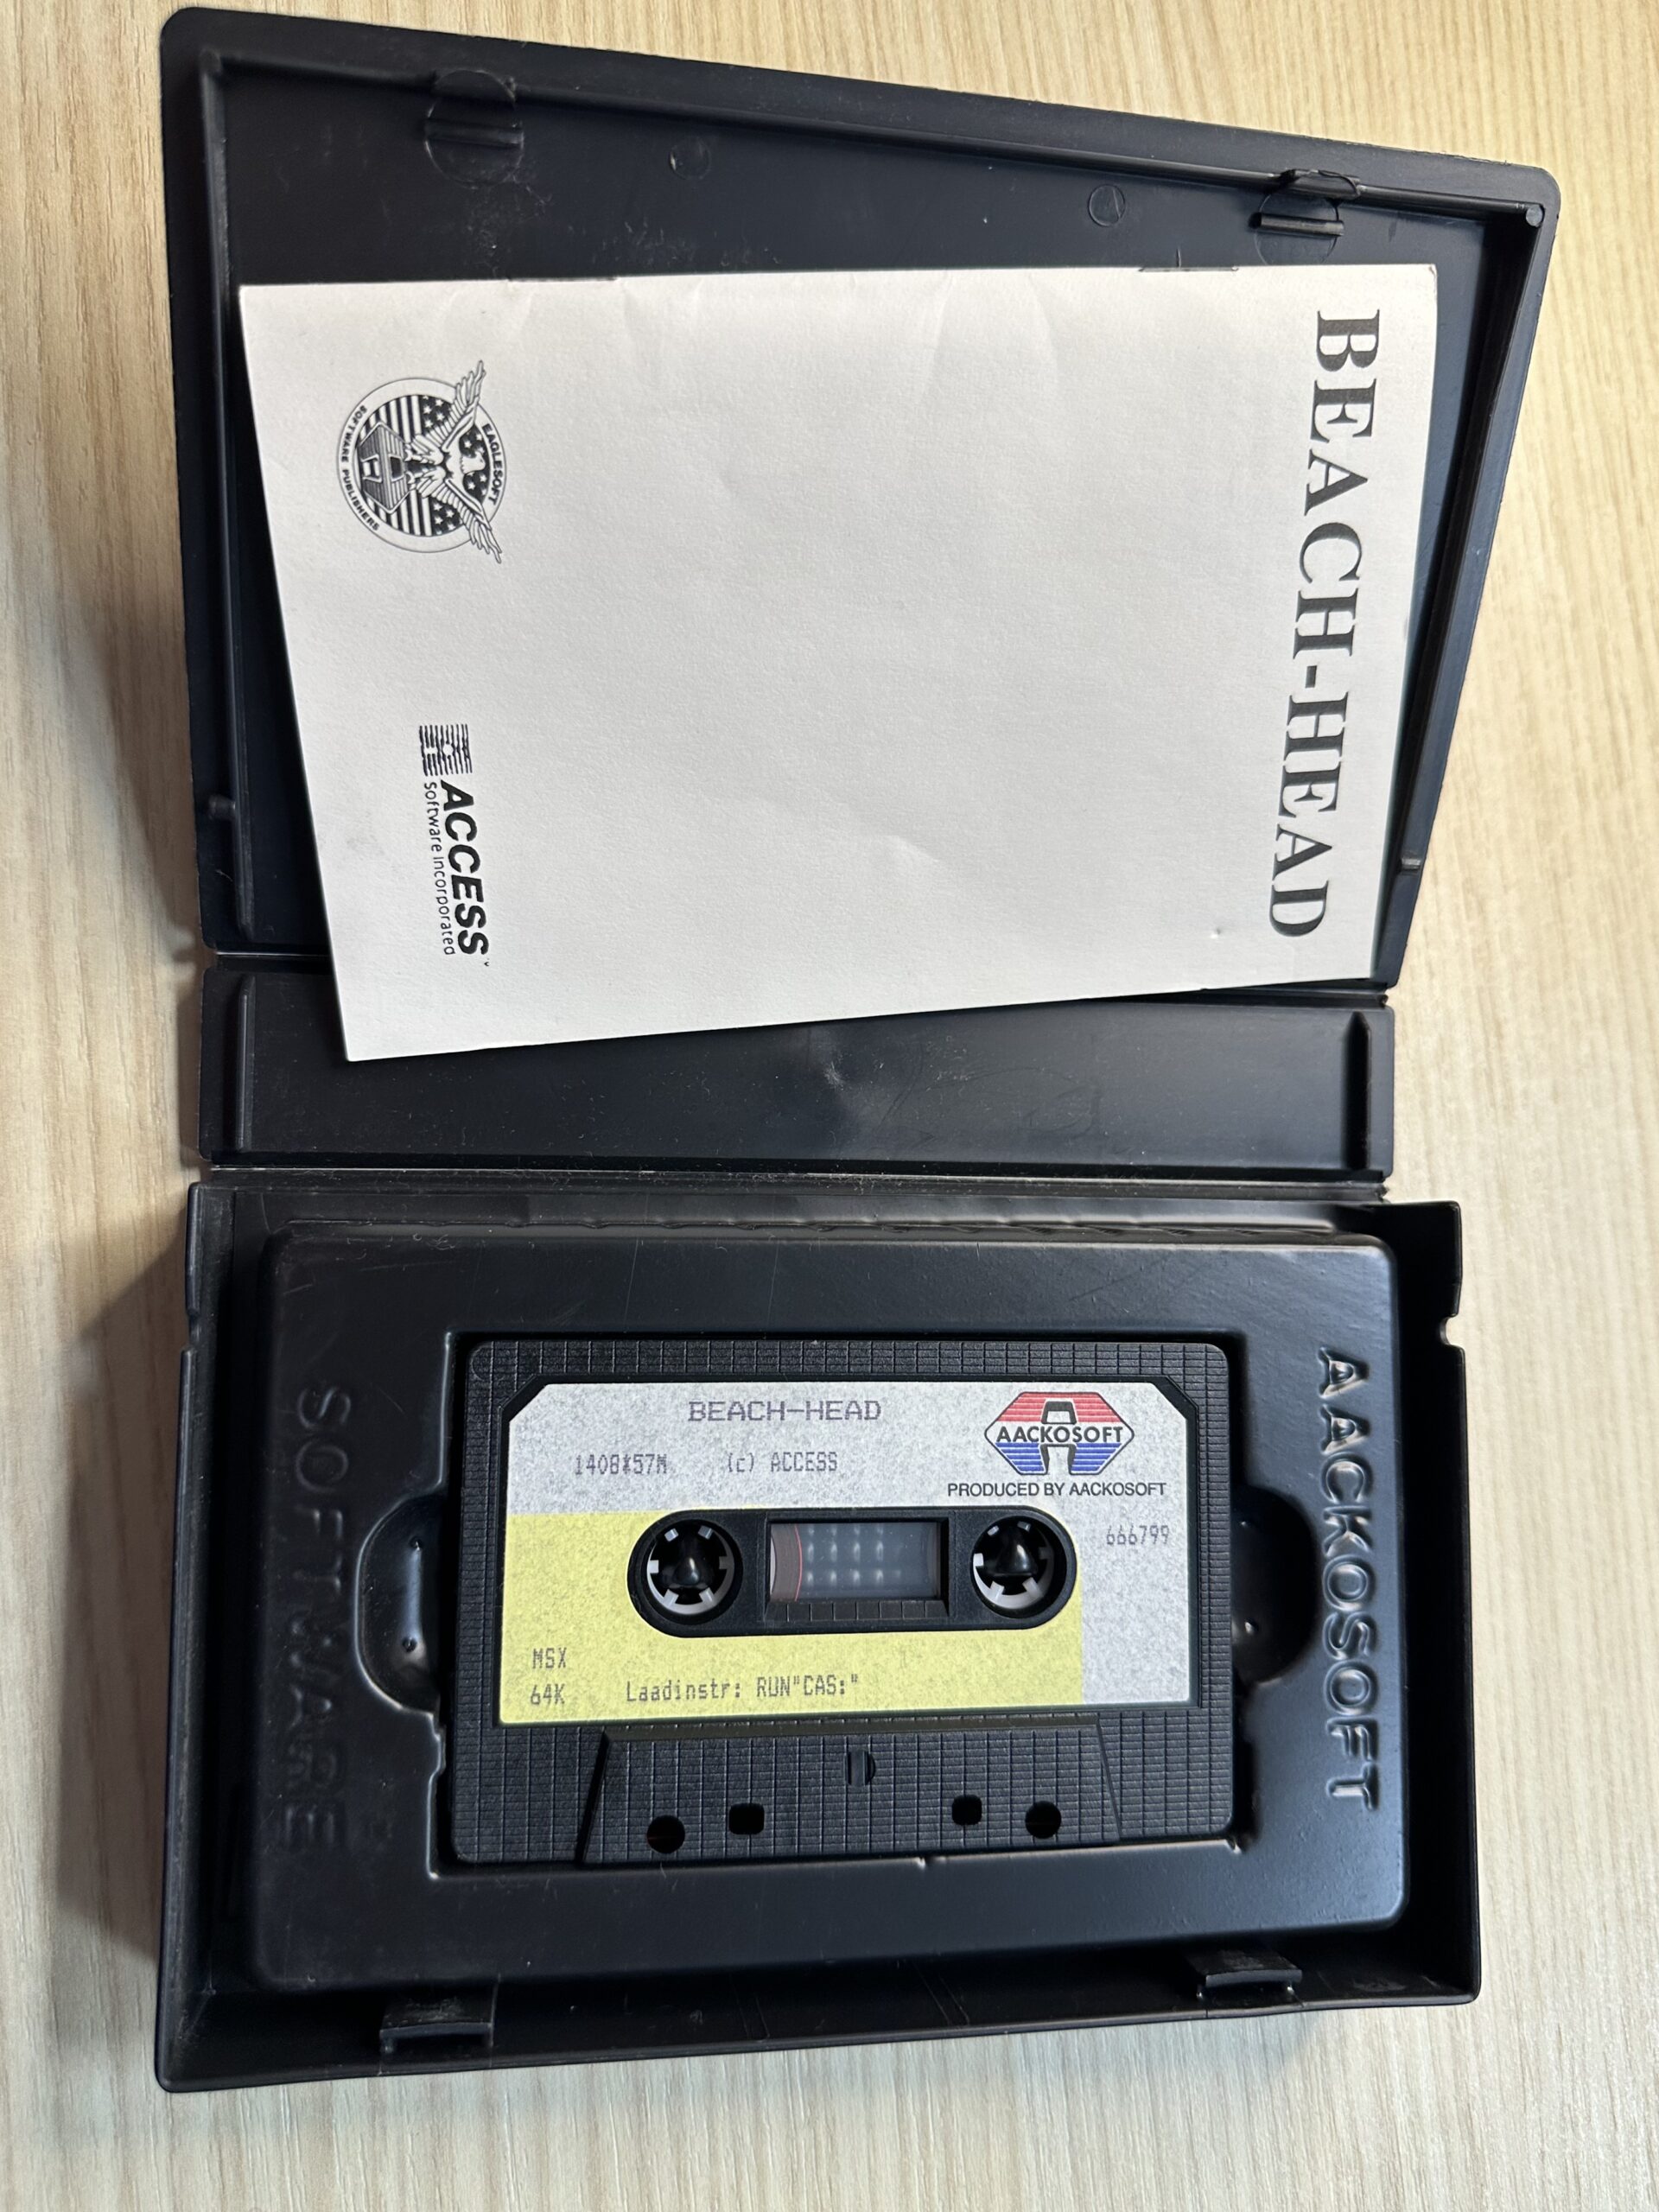 BEACH-HEAD
EAGLESOFT
SOFTWARE PUBLISHERS
ACCESS
Software Incorporated
AACKOSOFT
SOFTWARE
BEACH-HEAD
1408*57M (c) ACCESS
AACKOSOFT
PRODUCED BY AACKOSOFT
666799
MSX
64K Laadinstr: RUN"CAS:"